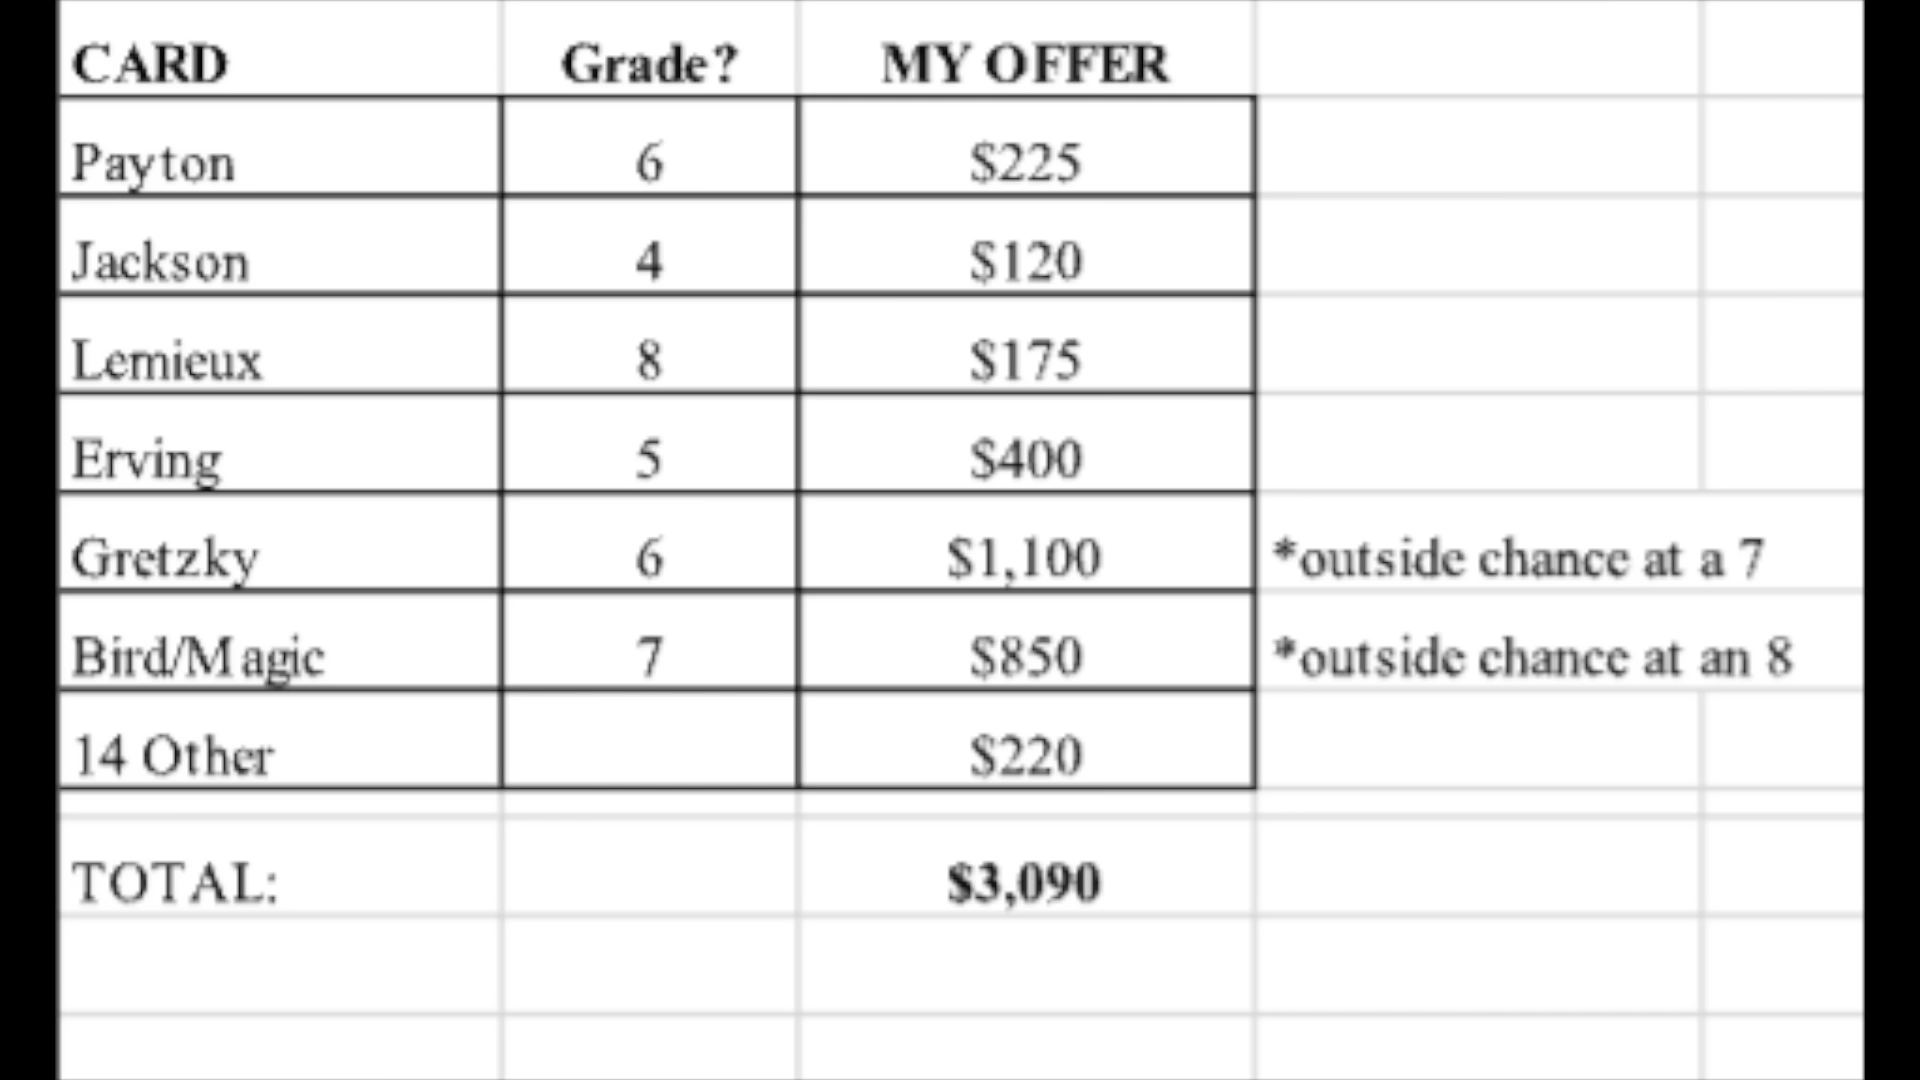 CARD Grade? MY OFFER
Payton 6 $225
Jackson 4 $120
Lemieux 8 $175
Erving 5 $400
Gretzky 6 $1,100 *outside chance at a 7
Bird/Magic 7 $850 *outside chance at an 8
14 Other $220
TOTAL: $3,090